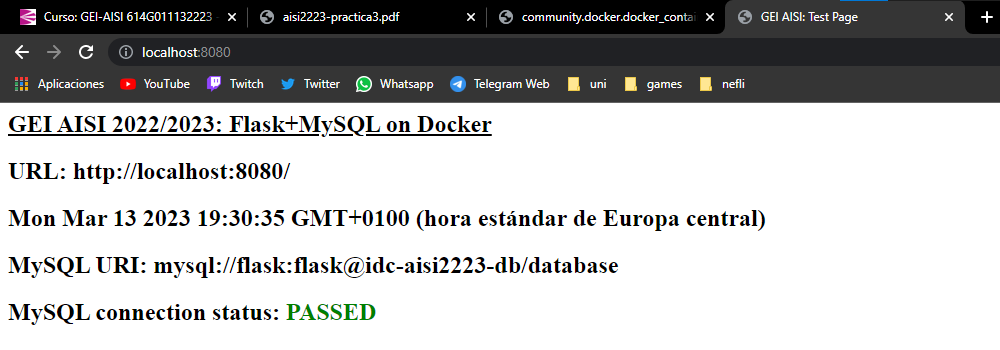 Curso: GEI-AISI 614G011132223
aisi2223-practica3.pdf
community.docker.docker_contai
GEI AISI: Test Page
localhost:8080
Aplicaciones YouTube Twitch Twitter Whatsapp Telegram Web uni games nefli
GEI AISI 2022/2023: Flask+MySQL on Docker
URL: http://localhost:8080/
Mon Mar 13 2023 19:30:35 GMT+0100 (hora estándar de Europa central)
MySQL URI: mysql://flask:flask@idc-aisi2223-db/database
MySQL connection status: PASSED